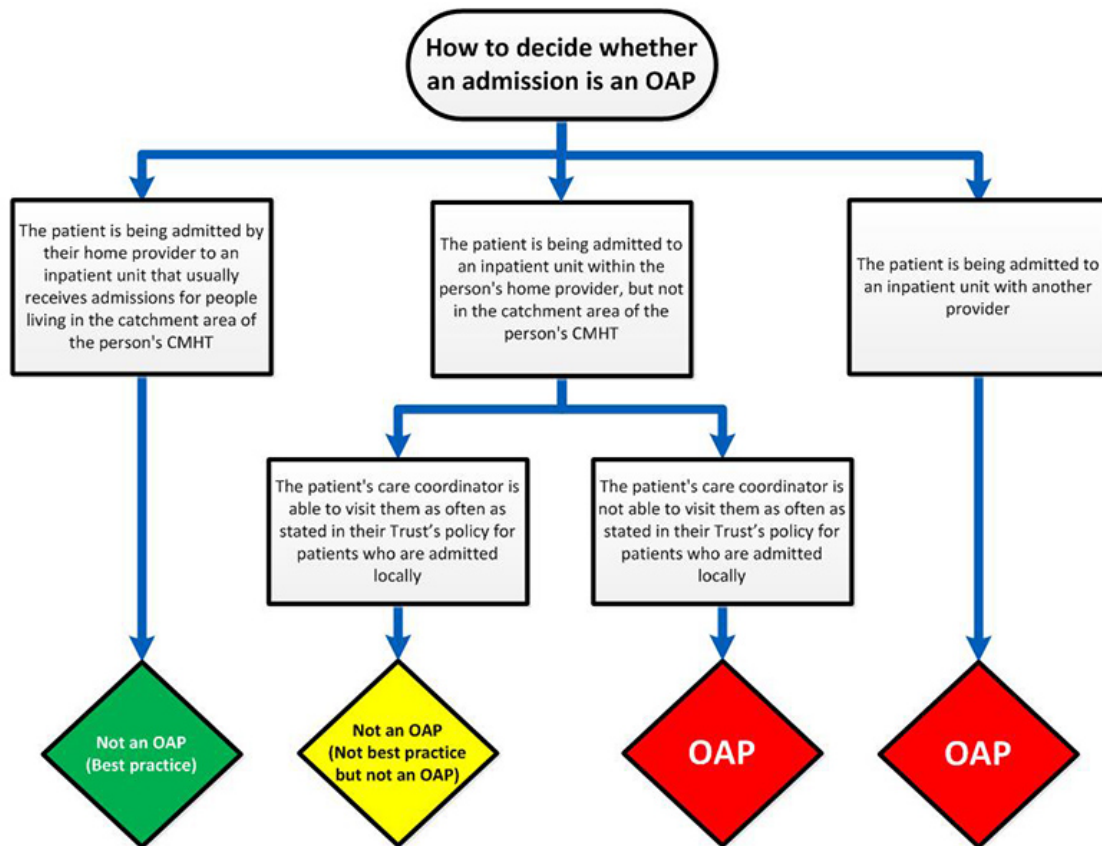 How to decide whether
an admission is an OAP
The patient is being admitted by
their home provider to an
inpatient unit that usually
receives admissions for people
living in the catchment area of
the person's CMHT
The patient is being admitted to
an inpatient unit within the
person's home provider, but not
in the catchment area of the
person's CMHT
The patient is being admitted to
an inpatient unit with another
provider
The patient's care coordinator is
able to visit them as often as
stated in their Trust’s policy for
patients who are admitted
locally
The patient's care coordinator is
not able to visit them as often as
stated in their Trust’s policy for
patients who are admitted
locally
Not an OAP
(Best practice)
Not an OAP
(Not best practice
but not an OAP)
OAP
OAP